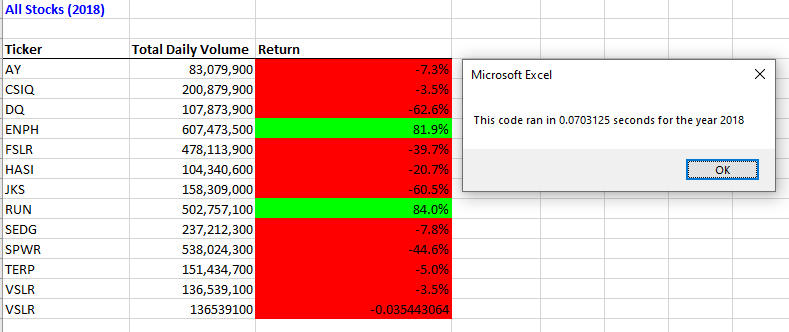 All Stocks (2018)
Ticker Total Daily Volume Return
AY 83,079,900 -7.3%
CSIQ 200,879,900 -3.5%
DQ 107,873,900 -62.6%
ENPH 607,473,500 81.9%
FSLR 478,113,900 -39.7%
HASI 104,340,600 -20.7%
JKS 158,309,000 -60.5%
RUN 502,757,100 84.0%
SEDG 237,212,300 -7.8%
SPWR 538,024,300 -44.6%
TERP 151,434,700 -5.0%
VSLR 136,539,100 -3.5%
VSLR 136539100 -0.035443064
Microsoft Excel
This code ran in 0.0703125 seconds for the year 2018
OK